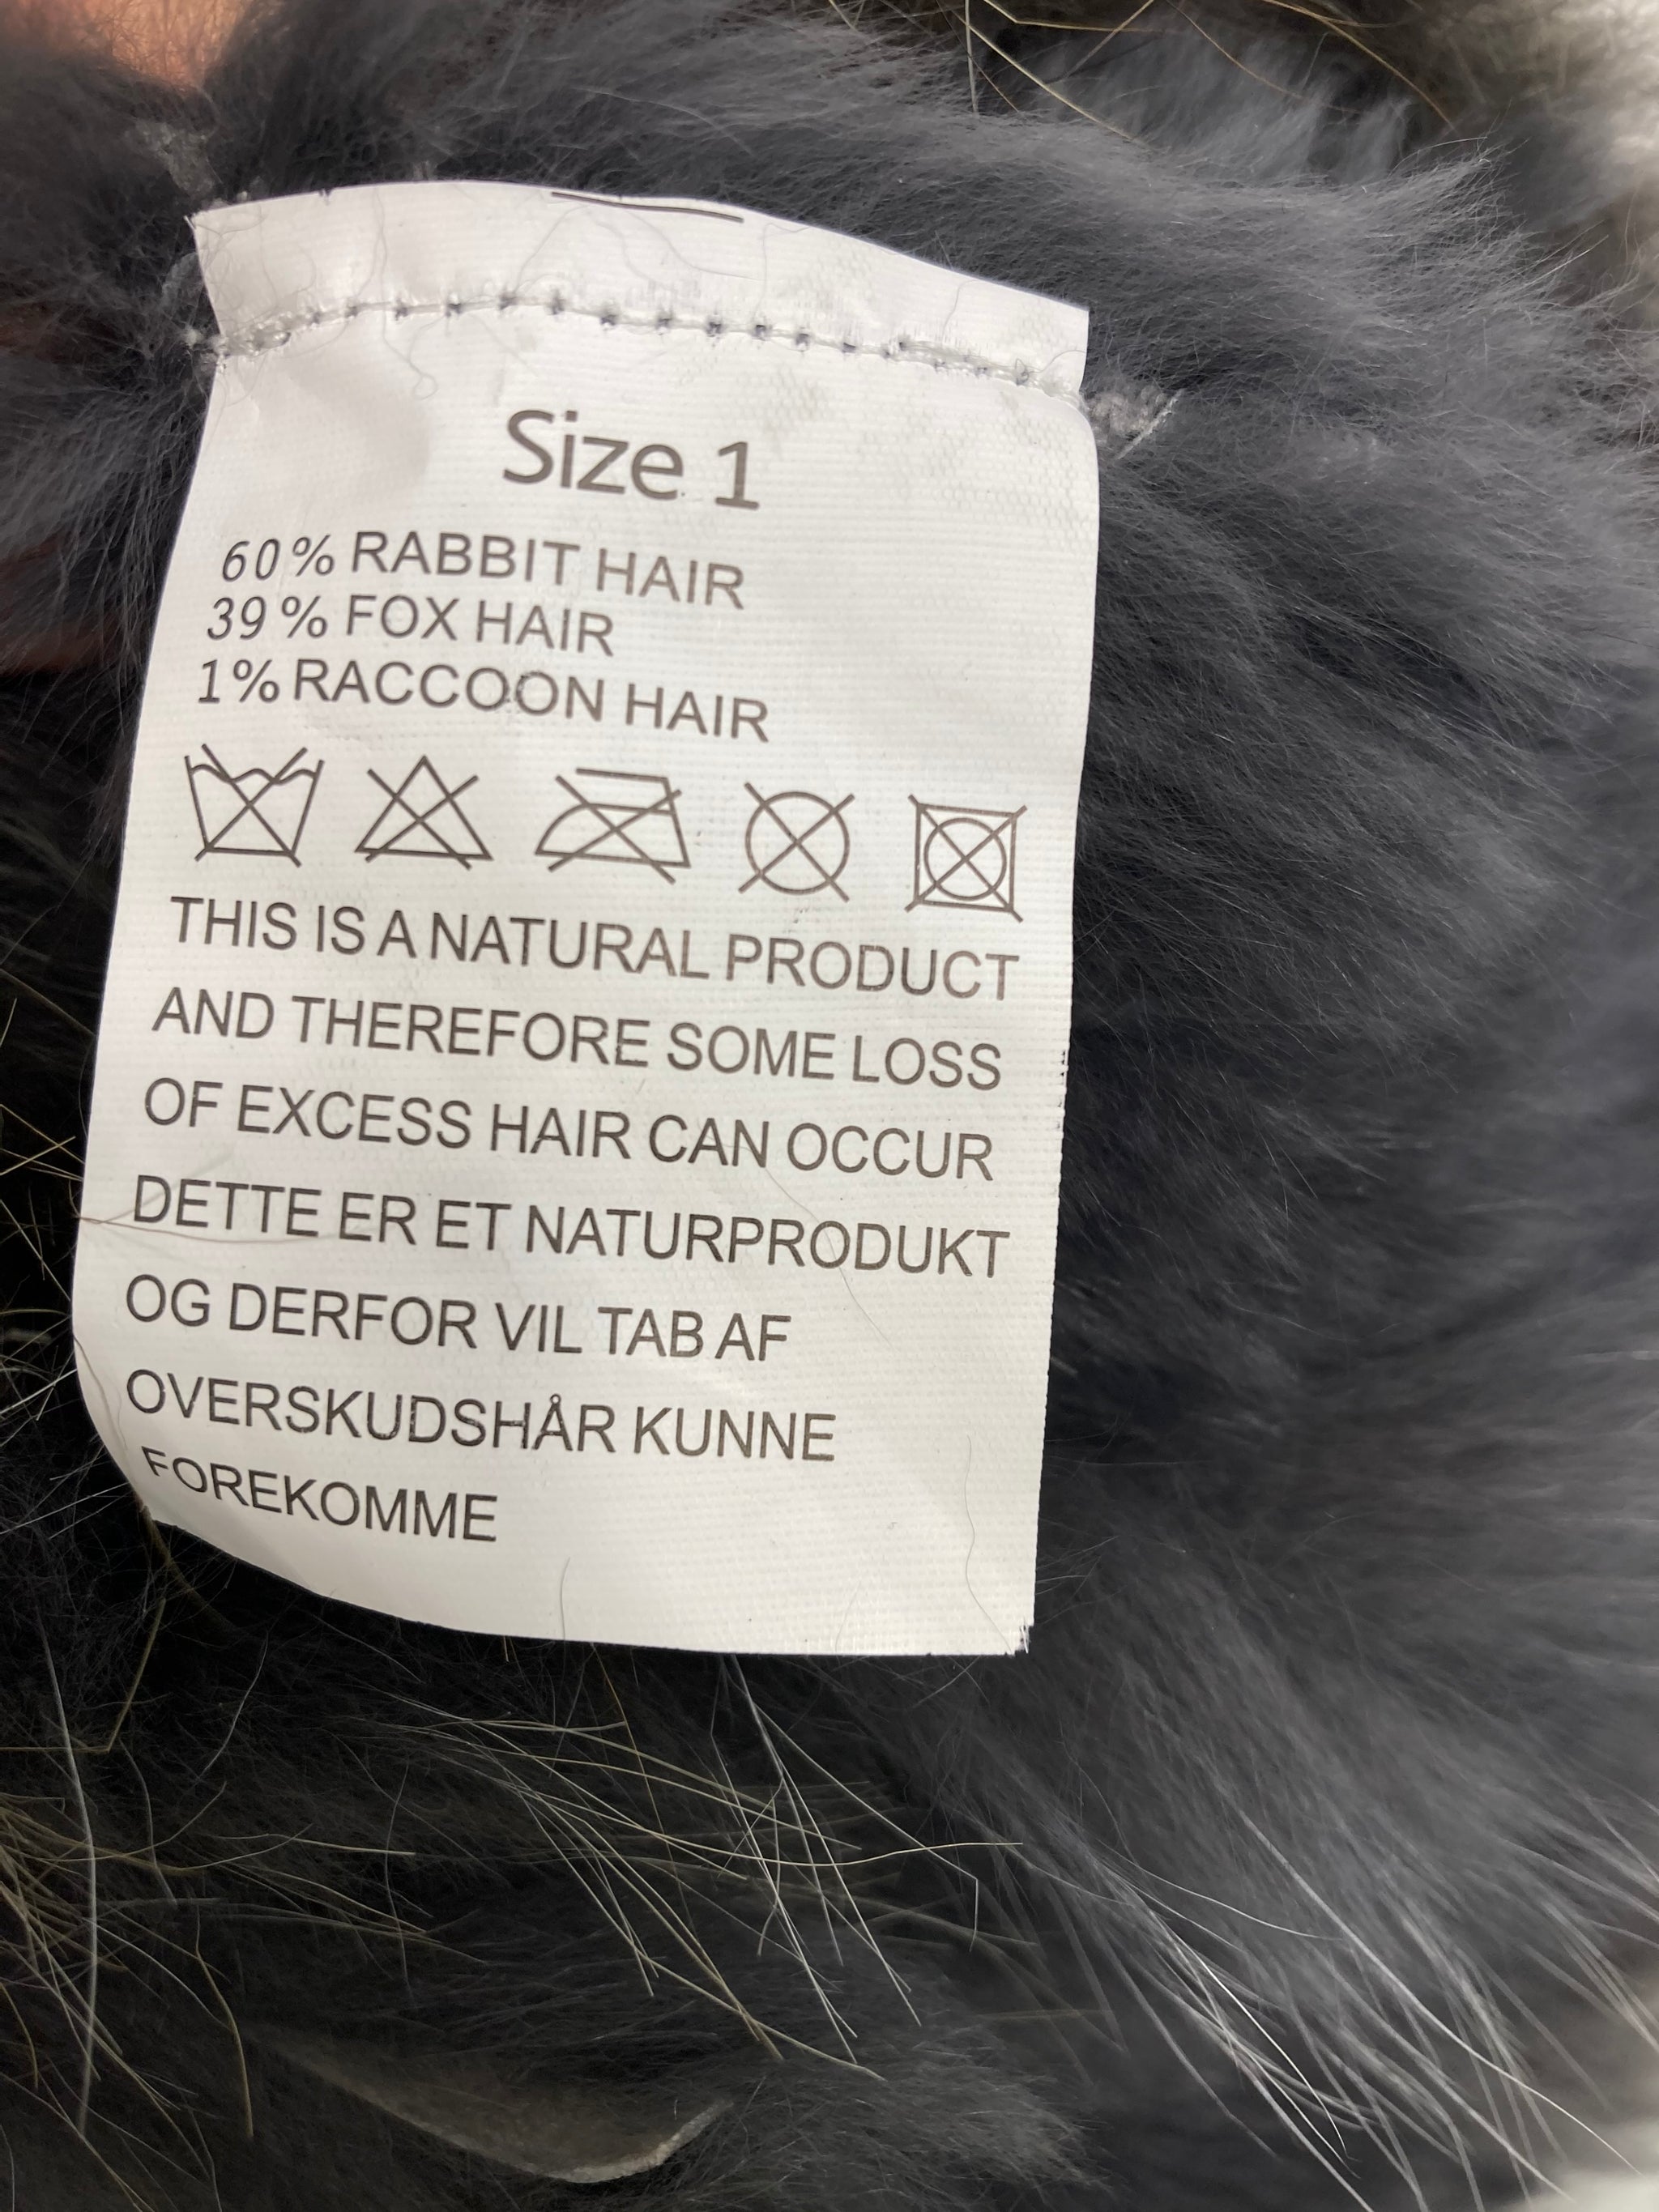 Size 1
60% RABBIT HAIR
39% FOX HAIR
1% RACCOON HAIR
THIS IS A NATURAL PRODUCT
AND THEREFORE SOME LOSS
OF EXCESS HAIR CAN OCCUR
DETTE ER ET NATURPRODUKT
OG DERFOR VIL TAB AF
OVERSKUDSHÅR KUNNE
FOREKOMME